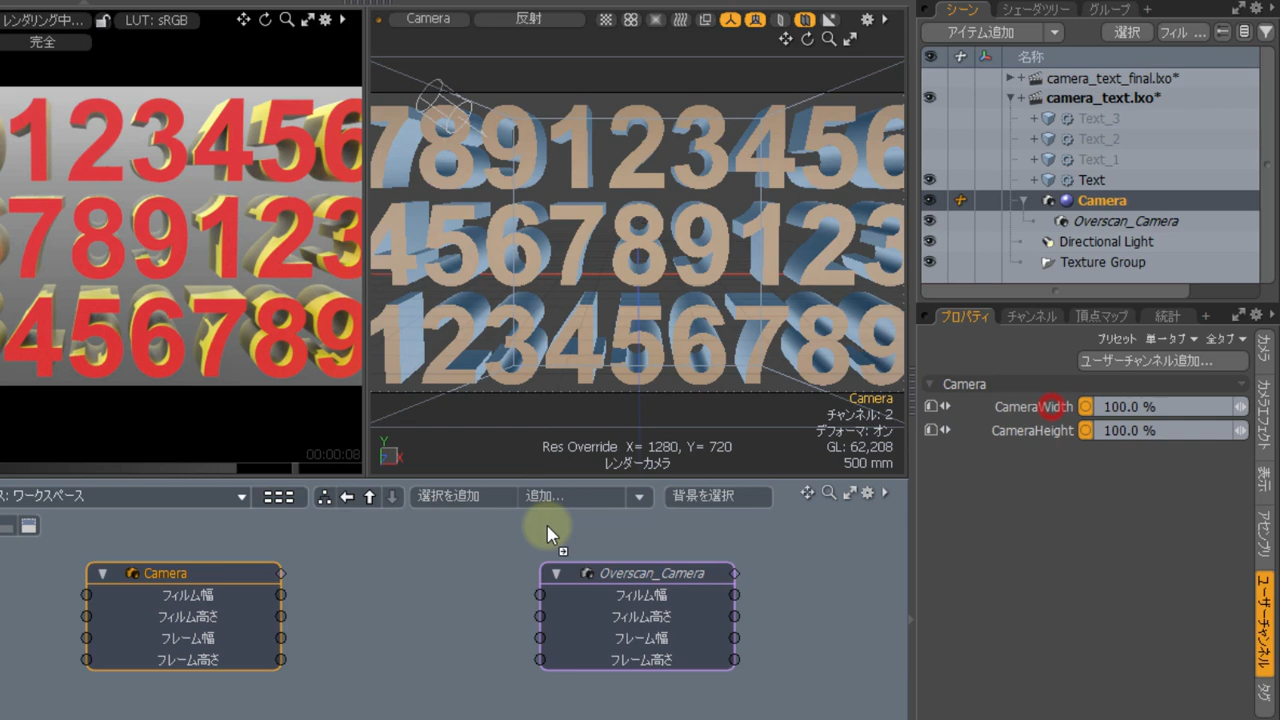 レンダリング中...
LUT: sRGB
完全
123456
789123
456789
00:00:08
Camera
反射
789123456
456789123
123456789
Camera
チャンネル: 2
デフォーマ: オン
GL: 62,208
500 mm
Res Override X= 1280, Y= 720
レンダーカメラ
Y
X
ス: ワークスペース
選択を追加
追加...
背景を選択
Camera
フィルム幅
フィルム高さ
フレーム幅
フレーム高さ
Overscan_Camera
フィルム幅
フィルム高さ
フレーム幅
フレーム高さ
シーン
シェーダツリー
グループ
+
アイテム追加
選択
フィル ...
名称
camera_text_final.lxo*
camera_text.lxo*
Text_3
Text_2
Text_1
Text
Camera
Overscan_Camera
Directional Light
Texture Group
プロパティ
チャンネル
頂点マップ
統計
+
プリセット 単一タブ 全タブ
ユーザーチャンネル追加...
Camera
CameraWidth 100.0 %
CameraHeight 100.0 %
カメラ
カメラエフェクト
表示
アセンブリ
ユーザーチャンネル
タグ